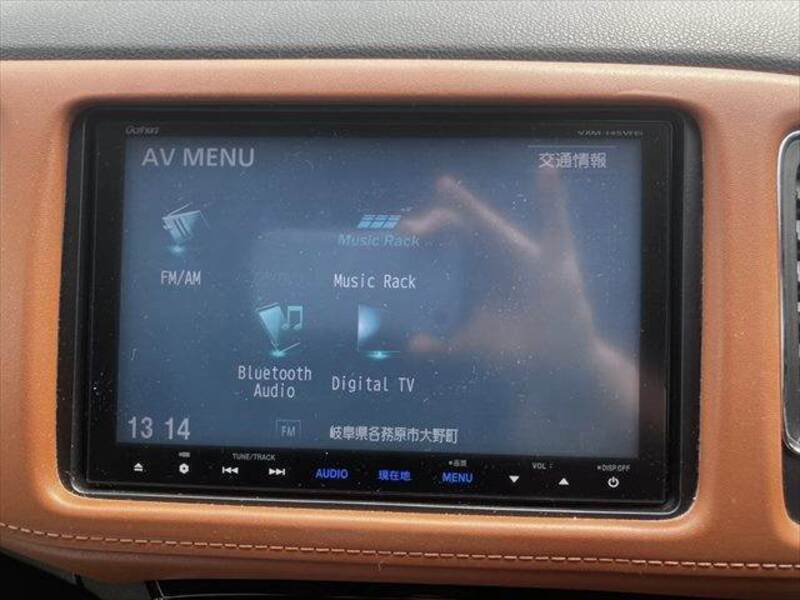 Gathers
AV MENU
交通情報
FM/AM
Music Rack
Music Rack
Bluetooth
Audio
Digital TV
13 14
FM
岐阜県各務原市大野町
TUNE/TRACK
AUDIO
現在地
MENU
VOL
DISP OFF